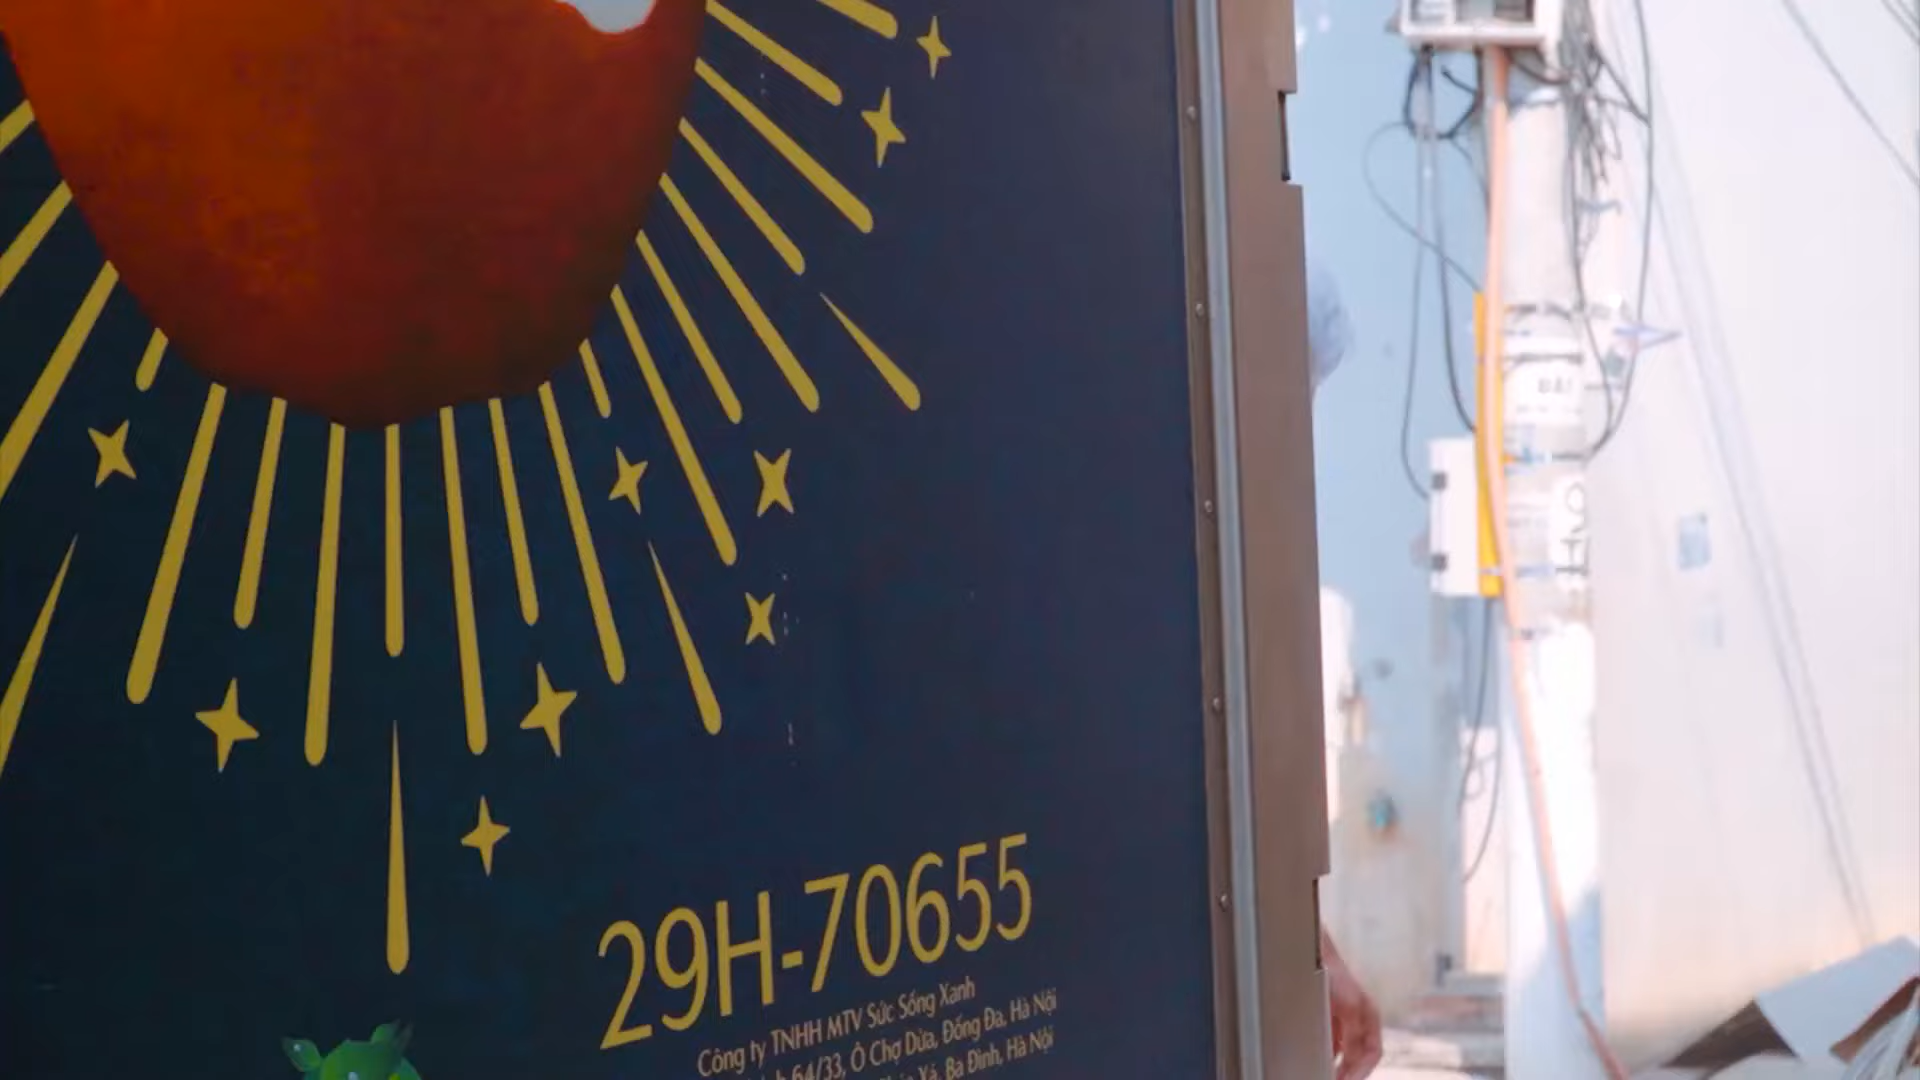 29H-70655
Công ty TNHH MTV Sức Sống Xanh
64/33, Ô Chợ Dừa, Đống Đa, Hà Nội
Xá, Ba Đình, Hà Nội